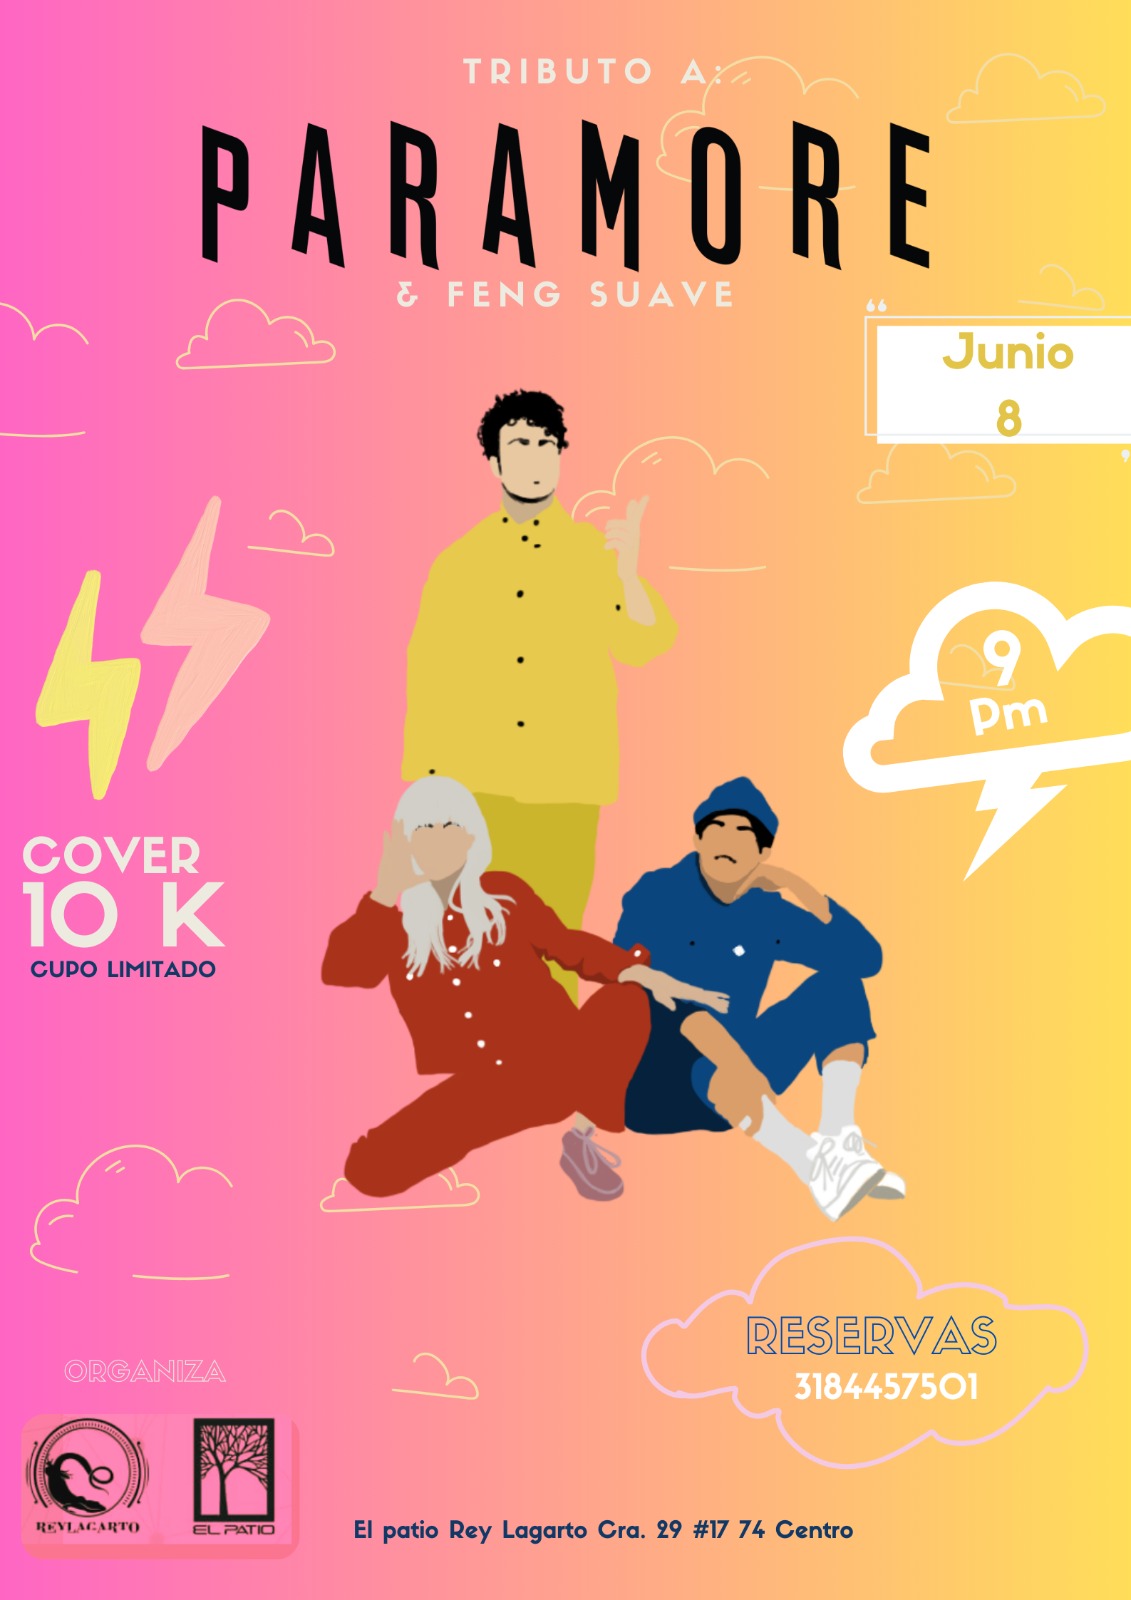 TRIBUTO A:
PARAMORE
& FENG SUAVE
Junio
8
9
Pm
COVER
10 K
CUPO LIMITADO
RESERVAS
3184457501
ORGANIZA
REYLAGARTO
EL PATIO
El patio Rey Lagarto Cra. 29 #17 74 Centro